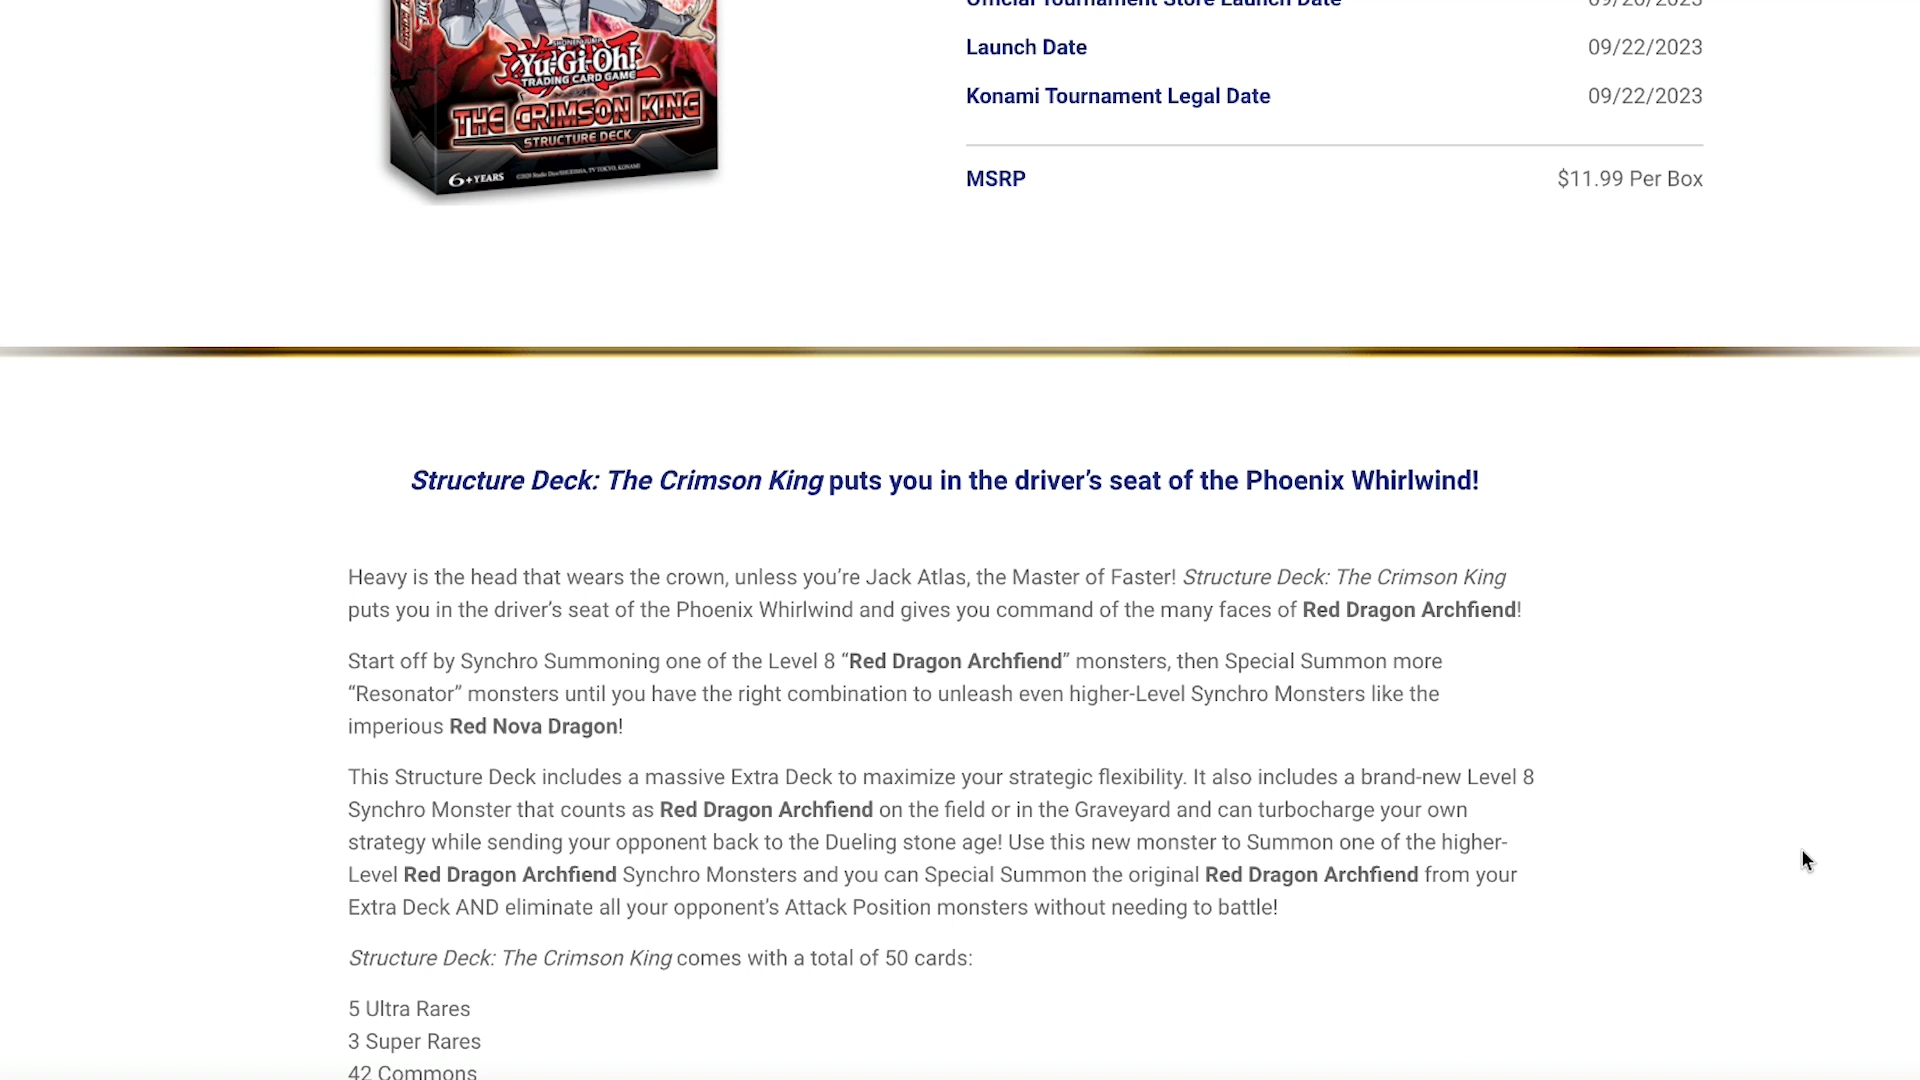 Official Tournament Store Launch Date 09/20/2023
Launch Date 09/22/2023
Konami Tournament Legal Date 09/22/2023
MSRP $11.99 Per Box
SHONEN JUMP
Yu-Gi-Oh!
TRADING CARD GAME
THE CRIMSON KING
STRUCTURE DECK
6+YEARS
Structure Deck: The Crimson King puts you in the driver’s seat of the Phoenix Whirlwind!
Heavy is the head that wears the crown, unless you’re Jack Atlas, the Master of Faster! Structure Deck: The Crimson King
puts you in the driver’s seat of the Phoenix Whirlwind and gives you command of the many faces of Red Dragon Archfiend!
Start off by Synchro Summoning one of the Level 8 “Red Dragon Archfiend” monsters, then Special Summon more
“Resonator” monsters until you have the right combination to unleash even higher-Level Synchro Monsters like the
imperious Red Nova Dragon!
This Structure Deck includes a massive Extra Deck to maximize your strategic flexibility. It also includes a brand-new Level 8
Synchro Monster that counts as Red Dragon Archfiend on the field or in the Graveyard and can turbocharge your own
strategy while sending your opponent back to the Dueling stone age! Use this new monster to Summon one of the higher-
Level Red Dragon Archfiend Synchro Monsters and you can Special Summon the original Red Dragon Archfiend from your
Extra Deck AND eliminate all your opponent’s Attack Position monsters without needing to battle!
Structure Deck: The Crimson King comes with a total of 50 cards:
5 Ultra Rares
3 Super Rares
42 Commons